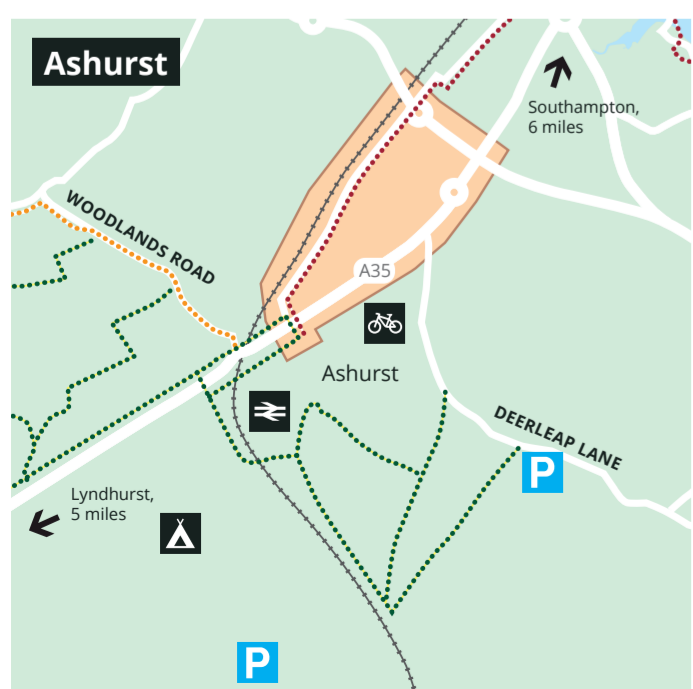 Ashurst
Southampton,
6 miles
WOODLANDS ROAD
A35
Ashurst
DEERLEAP LANE
P
Lyndhurst,
5 miles
P